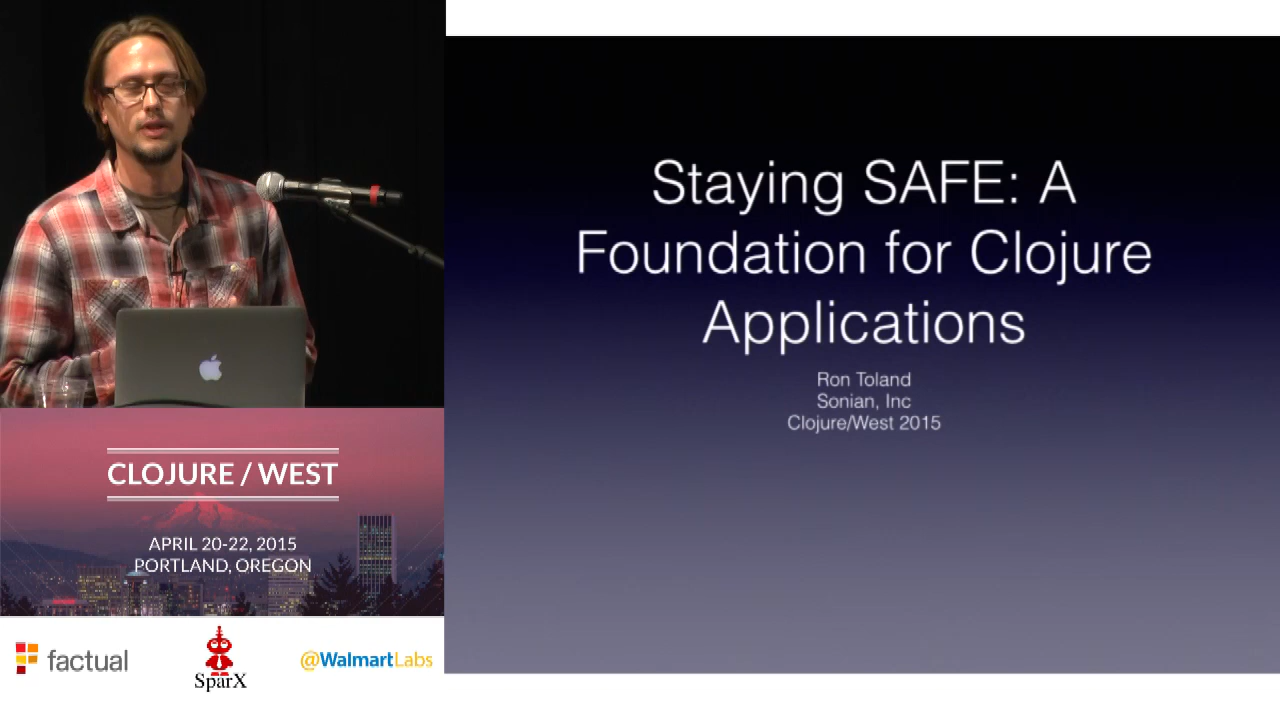 Staying SAFE: A
Foundation for Clojure
Applications
Ron Toland
Sonian, Inc
Clojure/West 2015
CLOJURE / WEST
APRIL 20-22, 2015
PORTLAND, OREGON
factual
SparX
@WalmartLabs